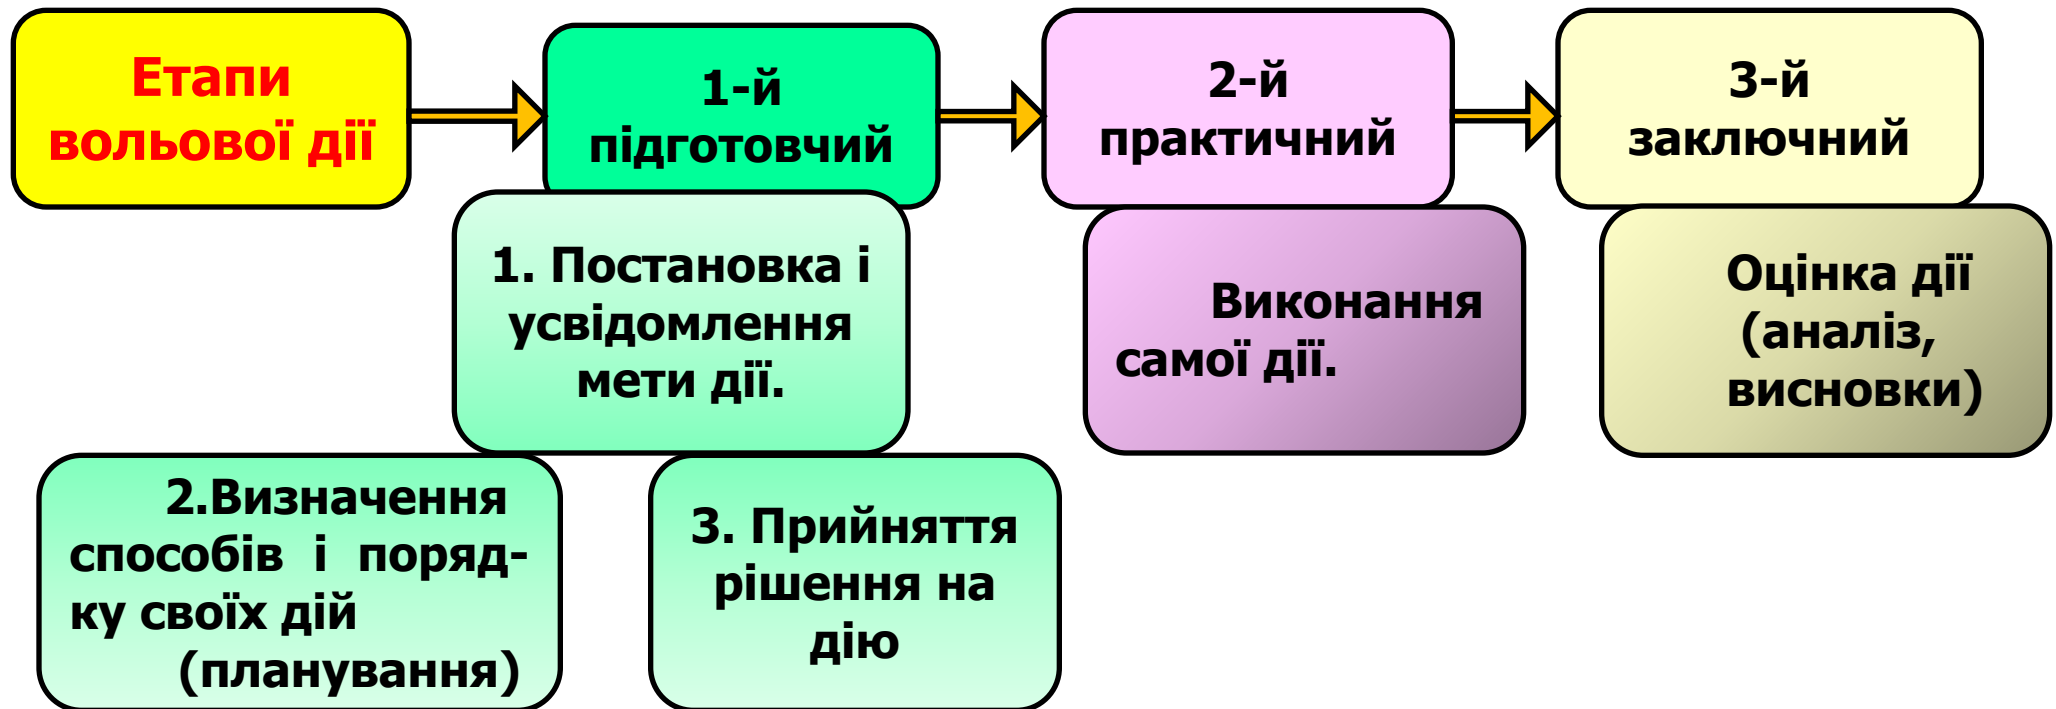 Етапи
вольової дії
1-й
підготовчий
2-й
практичний
3-й
заключний
1. Постановка і
усвідомлення
мети дії.
Виконання
самої дії.
Оцінка дії
(аналіз,
висновки)
2.Визначення
способів і поряд-
ку своїх дій
(планування)
3. Прийняття
рішення на
дію